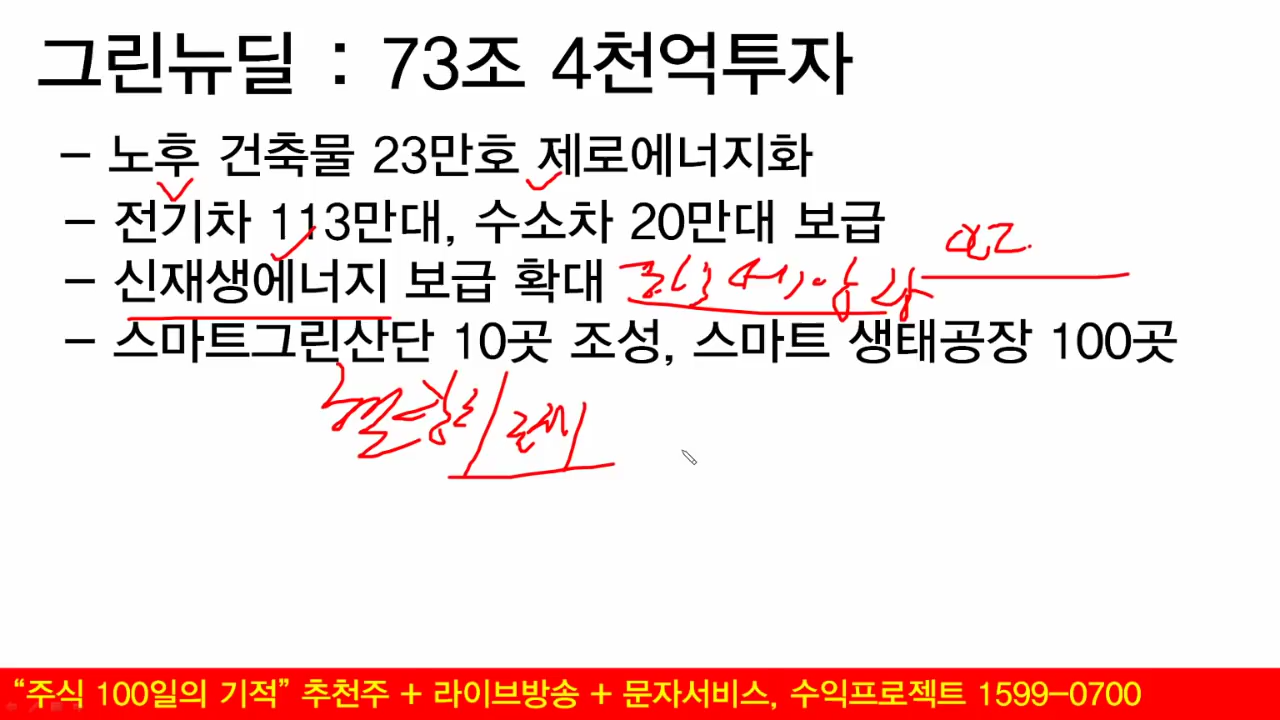 그린뉴딜 : 73조 4천억투자
– 노후 건축물 23만호 제로에너지화
– 전기차 113만대, 수소차 20만대 보급
– 신재생에너지 보급 확대
– 스마트그린산단 10곳 조성, 스마트 생태공장 100곳
“주식 100일의 기적” 추천주 + 라이브방송 + 문자서비스, 수익프로젝트 1599-0700